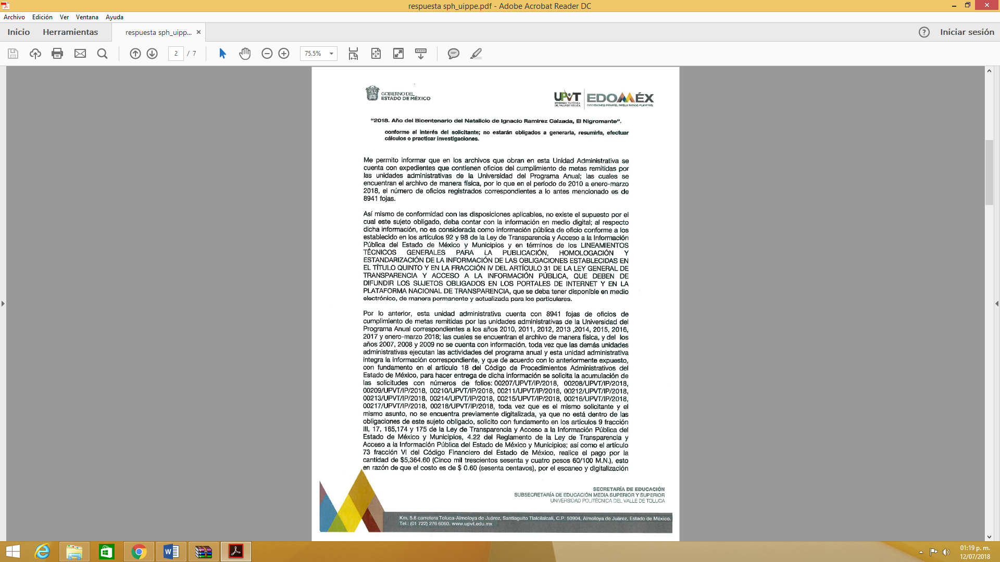 respuesta sph_uippe.pdf - Adobe Acrobat Reader DC
Archivo Edición Ver Ventana Ayuda
Inicio Herramientas respuesta sph_uipp... × Iniciar sesión
2 / 7 75.5%
GOBIERNO DEL
ESTADO DE MÉXICO
UPVT
UNIVERSIDAD POLITÉCNICA
DEL VALLE DE TOLUCA
EDOMÉX
DECISIONES FIRMES, RESULTADOS FUERTES.
"2018. Año del Bicentenario del Natalicio de Ignacio Ramírez Calzada, El Nigromante".
conforme al interés del solicitante; no estarán obligados a generarla, resumirla, efectuar
cálculos o practicar investigaciones.
Me permito informar que en los archivos que obran en esta Unidad Administrativa se
cuenta con expedientes que contienen oficios del cumplimiento de metas remitidas por
las unidades administrativas de la Universidad del Programa Anual; las cuales se
encuentran el archivo de manera física, por lo que en el periodo de 2010 a enero-marzo
2018, el número de oficios registrados correspondientes a lo antes mencionado es de
8941 fojas.
Así mismo de conformidad con las disposiciones aplicables, no existe el supuesto por el
cual este sujeto obligado, deba contar con la información en medio digital; al respecto
dicha información, no es considerada como información pública de oficio conforme a los
establecido en los artículos 92 y 98 de la Ley de Transparencia y Acceso a la Información
Pública del Estado de México y Municipios y en términos de los LINEAMIENTOS
TÉCNICOS GENERALES PARA LA PUBLICACIÓN, HOMOLOGACIÓN Y
ESTANDARIZACIÓN DE LA INFORMACIÓN DE LAS OBLIGACIONES ESTABLECIDAS EN
EL TÍTULO QUINTO Y EN LA FRACCIÓN IV DEL ARTÍCULO 31 DE LA LEY GENERAL DE
TRANSPARENCIA Y ACCESO A LA INFORMACIÓN PÚBLICA, QUE DEBEN DE
DIFUNDIR LOS SUJETOS OBLIGADOS EN LOS PORTALES DE INTERNET Y EN LA
PLATAFORMA NACIONAL DE TRANSPARENCIA, que se deba tener disponible en medio
electrónico, de manera permanente y actualizada para los particulares.
Por lo anterior, esta unidad administrativa cuenta con 8941 fojas de oficios de
cumplimiento de metas remitidas por las unidades administrativas de la Universidad del
Programa Anual correspondientes a los años 2010, 2011, 2012, 2013 ,2014, 2015, 2016,
2017 y enero-marzo 2018; las cuales se encuentran el archivo de manera física, y del los
años 2007, 2008 y 2009 no se cuenta con información, toda vez que las demás unidades
administrativas ejecutan las actividades del programa anual y esta unidad administrativa
integra la información correspondiente, y que de acuerdo con lo anteriormente expuesto,
con fundamento en el artículo 18 del Código de Procedimientos Administrativos del
Estado de México, para hacer entrega de dicha información se solicita la acumulación de
las solicitudes con números de folios: 00207/UPVT/IP/2018, 00208/UPVT/IP/2018,
00209/UPVT/IP/2018, 00210/UPVT/IP/2018, 00211/UPVT/IP/2018, 00212/UPVT/IP/2018,
00213/UPVT/IP/2018, 00214/UPVT/IP/2018, 00215/UPVT/IP/2018, 00216/UPVT/IP/2018,
00217/UPVT/IP/2018, 00218/UPVT/IP/2018, toda vez que es el mismo solicitante y el
mismo asunto, no se encuentra previamente digitalizada, ya que no está dentro de las
obligaciones de este sujeto obligado, solicito con fundamento en los artículos 9 fracción
III, 17, 165,174 y 175 de la Ley de Transparencia y Acceso a la Información Pública del
Estado de México y Municipios, 4.22 del Reglamento de la Ley de Transparencia y
Acceso a la Información Pública del Estado de México y Municipios; así como el artículo
73 fracción VI del Código Financiero del Estado de México, realice el pago por la
cantidad de $5,364.60 (Cinco mil trescientos sesenta y cuatro pesos 60/100 M.N.), esto
en razón de que el costo es de $ 0.60 (sesenta centavos), por el escaneo y digitalización
SECRETARÍA DE EDUCACIÓN
SUBSECRETARÍA DE EDUCACIÓN MEDIA SUPERIOR Y SUPERIOR
UNIVERSIDAD POLITÉCNICA DEL VALLE DE TOLUCA
Km. 5.6 carretera Toluca-Almoloya de Juárez, Santiaguito Tlalcilalcali, C.P. 50904, Almoloya de Juárez, Estado de México.
Tel.: (01 722) 276 6060. www.upvt.edu.mx
01:19 p. m.
12/07/2018